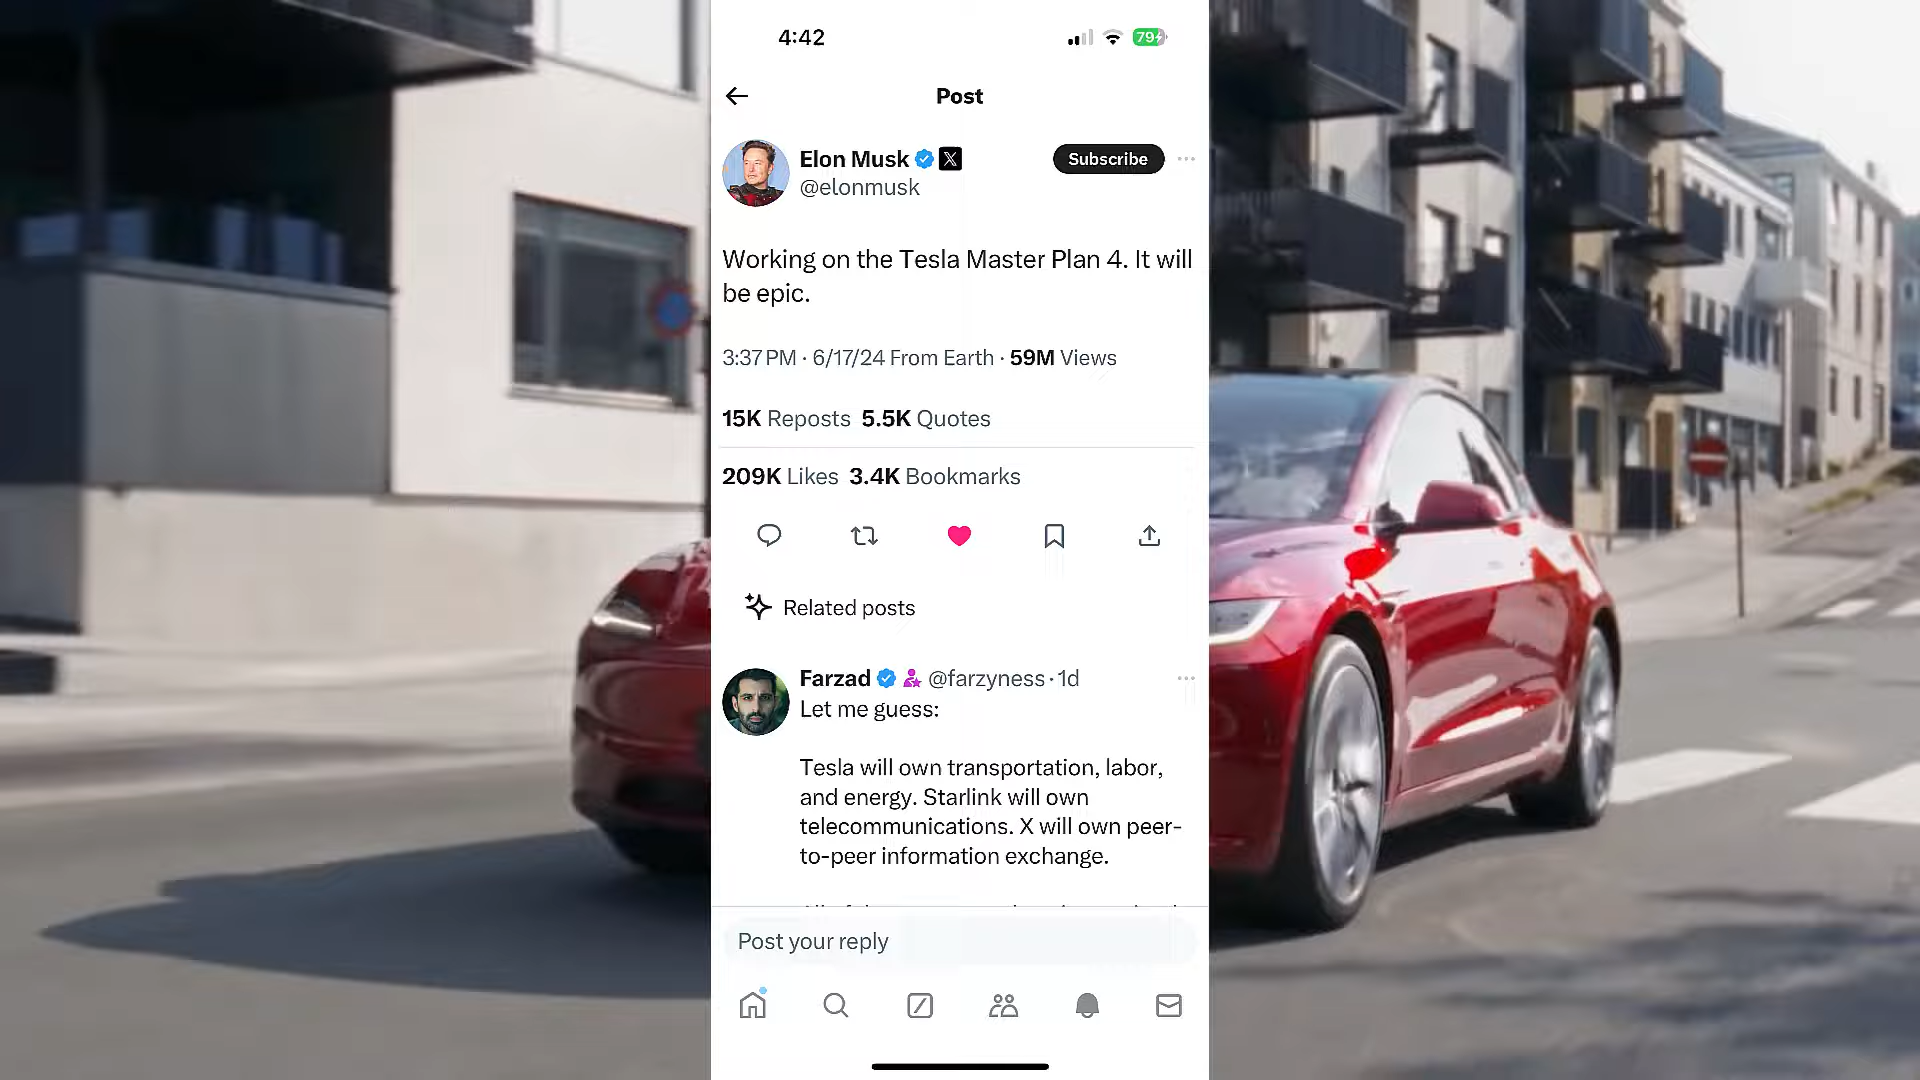 4:42
79
Post
Elon Musk
Subscribe
@elonmusk
Working on the Tesla Master Plan 4. It will
be epic.
3:37 PM · 6/17/24 From Earth · 59M Views
15K Reposts 5.5K Quotes
209K Likes 3.4K Bookmarks
Related posts
Farzad @farzyness · 1d
Let me guess:
Tesla will own transportation, labor,
and energy. Starlink will own
telecommunications. X will own peer-
to-peer information exchange.
Post your reply